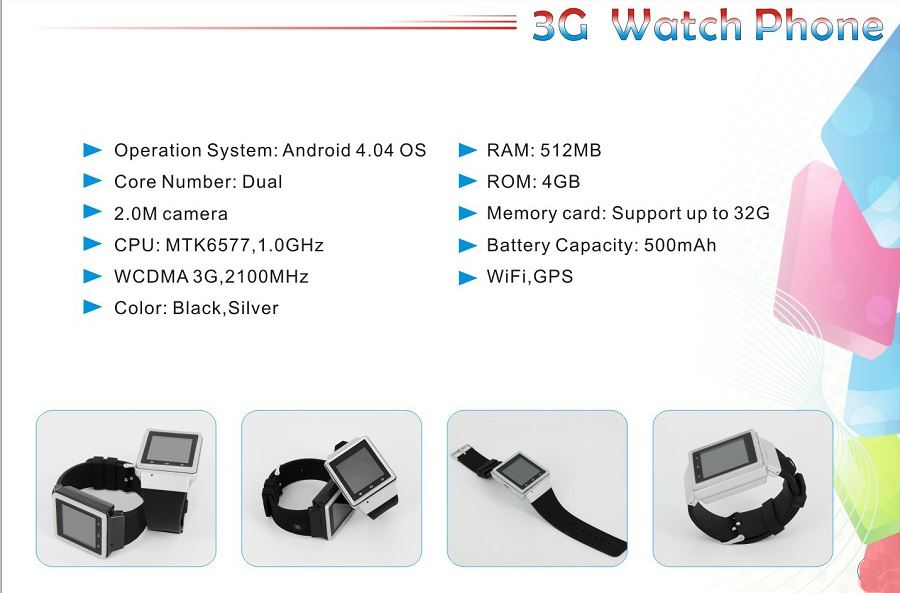 3G Watch Phone
Operation System: Android 4.04 OS
Core Number: Dual
2.0M camera
CPU: MTK6577,1.0GHz
WCDMA 3G,2100MHz
Color: Black,Silver
RAM: 512MB
ROM: 4GB
Memory card: Support up to 32G
Battery Capacity: 500mAh
WiFi,GPS